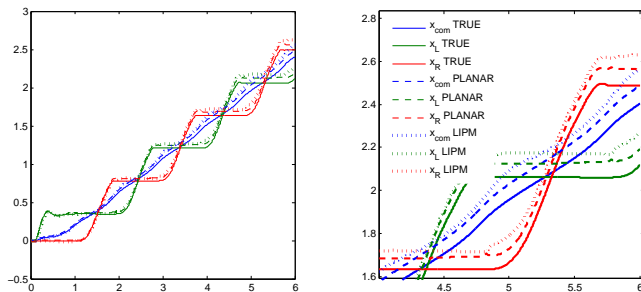 3
2.5
2
1.5
1
0.5
0
−0.5
0 1 2 3 4 5 6
2.8
2.6
2.4
2.2
2
1.8
1.6
4.5 5 5.5 6
x_com TRUE
x_L TRUE
x_R TRUE
x_com PLANAR
x_L PLANAR
x_R PLANAR
x_com LIPM
x_L LIPM
x_R LIPM